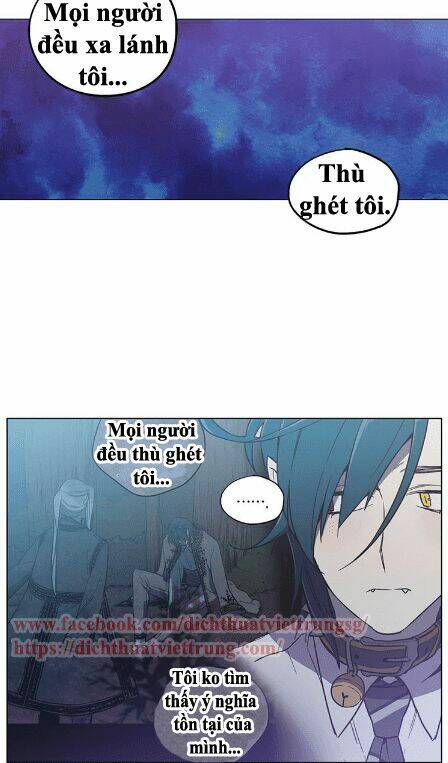 Mọi người
đều xa lánh
tôi...
Thù
ghét tôi.
Mọi người
đều thù ghét
tôi...
.......
www.facebook.com/dichthuatviettrungsg/
https://dichthuatviettrung.com/
Tôi ko tìm
thấy ý nghĩa
tồn tại của
mình...